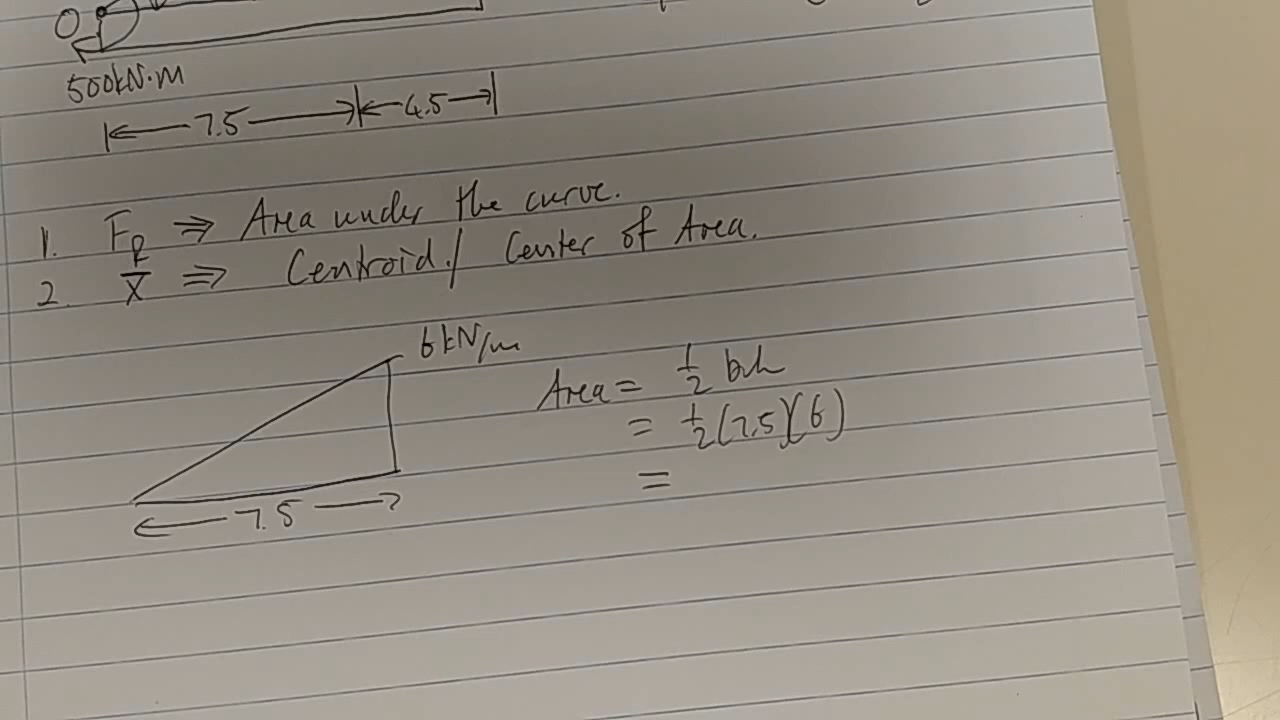 O
500kN·m
7.5 4.5
1. F_R ⇒ Area under the curve.
2. X̄ ⇒ Centroid./ Center of Area.
6kN/m
Area = 1/2 bh
= 1/2 (7.5)(6)
=
7.5